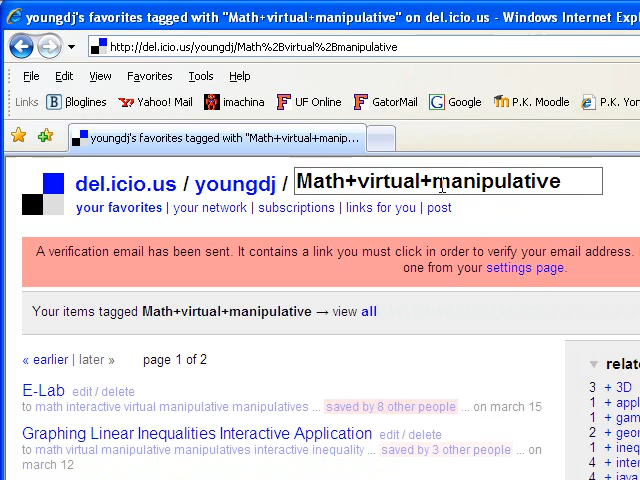 youngdj's favorites tagged with "Math+virtual+manipulative" on del.icio.us - Windows Internet Expl
http://del.icio.us/youngdj/Math%2Bvirtual%2Bmanipulative
File Edit View Favorites Tools Help
Links Bloglines Yahoo! Mail imachina UF Online GatorMail Google P.K. Moodle P.K. Yor
youngdj's favorites tagged with "Math+virtual+manip...
del.icio.us / youngdj / Math+virtual+manipulative
your favorites | your network | subscriptions | links for you | post
A verification email has been sent. It contains a link you must click in order to verify your email address.
one from your settings page.
Your items tagged Math+virtual+manipulative → view all
« earlier | later » page 1 of 2
relate
E-Lab edit / delete
3 + 3D
to math interactive virtual manipulative manipulatives ... saved by 8 other people ... on march 15
1 + appl
1 + gam
Graphing Linear Inequalities Interactive Application edit / delete
2 + geor
to math virtual manipulative manipulatives interactive inequality ... saved by 3 other people ... on
1 + ineq
march 12
4 + inter
4 + java